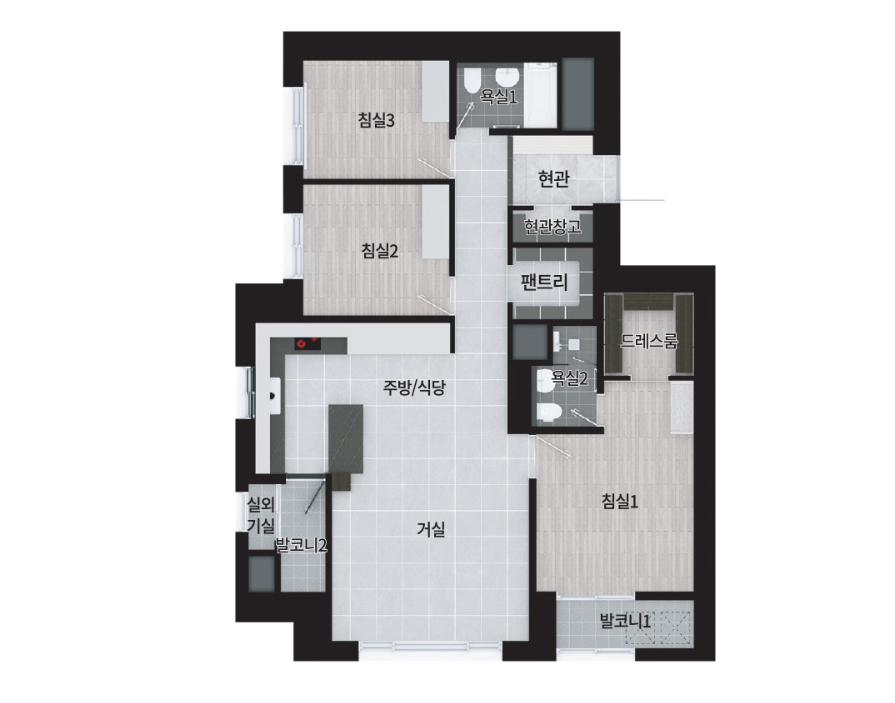 욕실1
침실3
현관
현관창고
침실2
팬트리
드레스룸
욕실2
주방/식당
침실1
실외
기실
거실
발코니2
발코니1